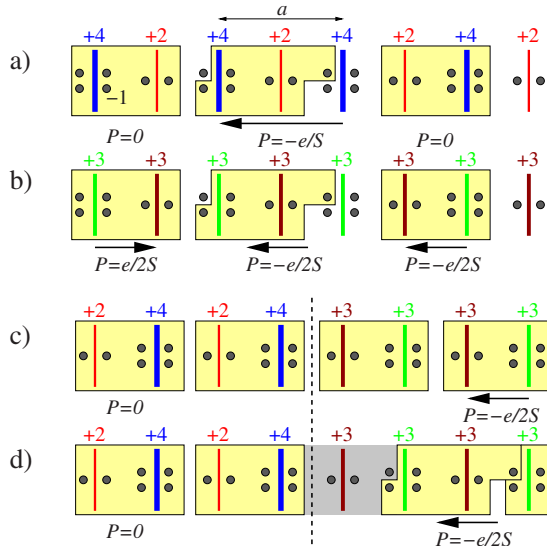 a
+4 +2 +4 +2 +4 +2 +4 +2
a)
−1
P=0 P=−e/S P=0
+3 +3 +3 +3 +3 +3 +3 +3
b)
P=e/2S P=−e/2S P=−e/2S
+2 +4 +2 +4 +3 +3 +3 +3
c)
P=0 P=−e/2S
+2 +4 +2 +4 +3 +3 +3 +3
d)
P=0 P=−e/2S